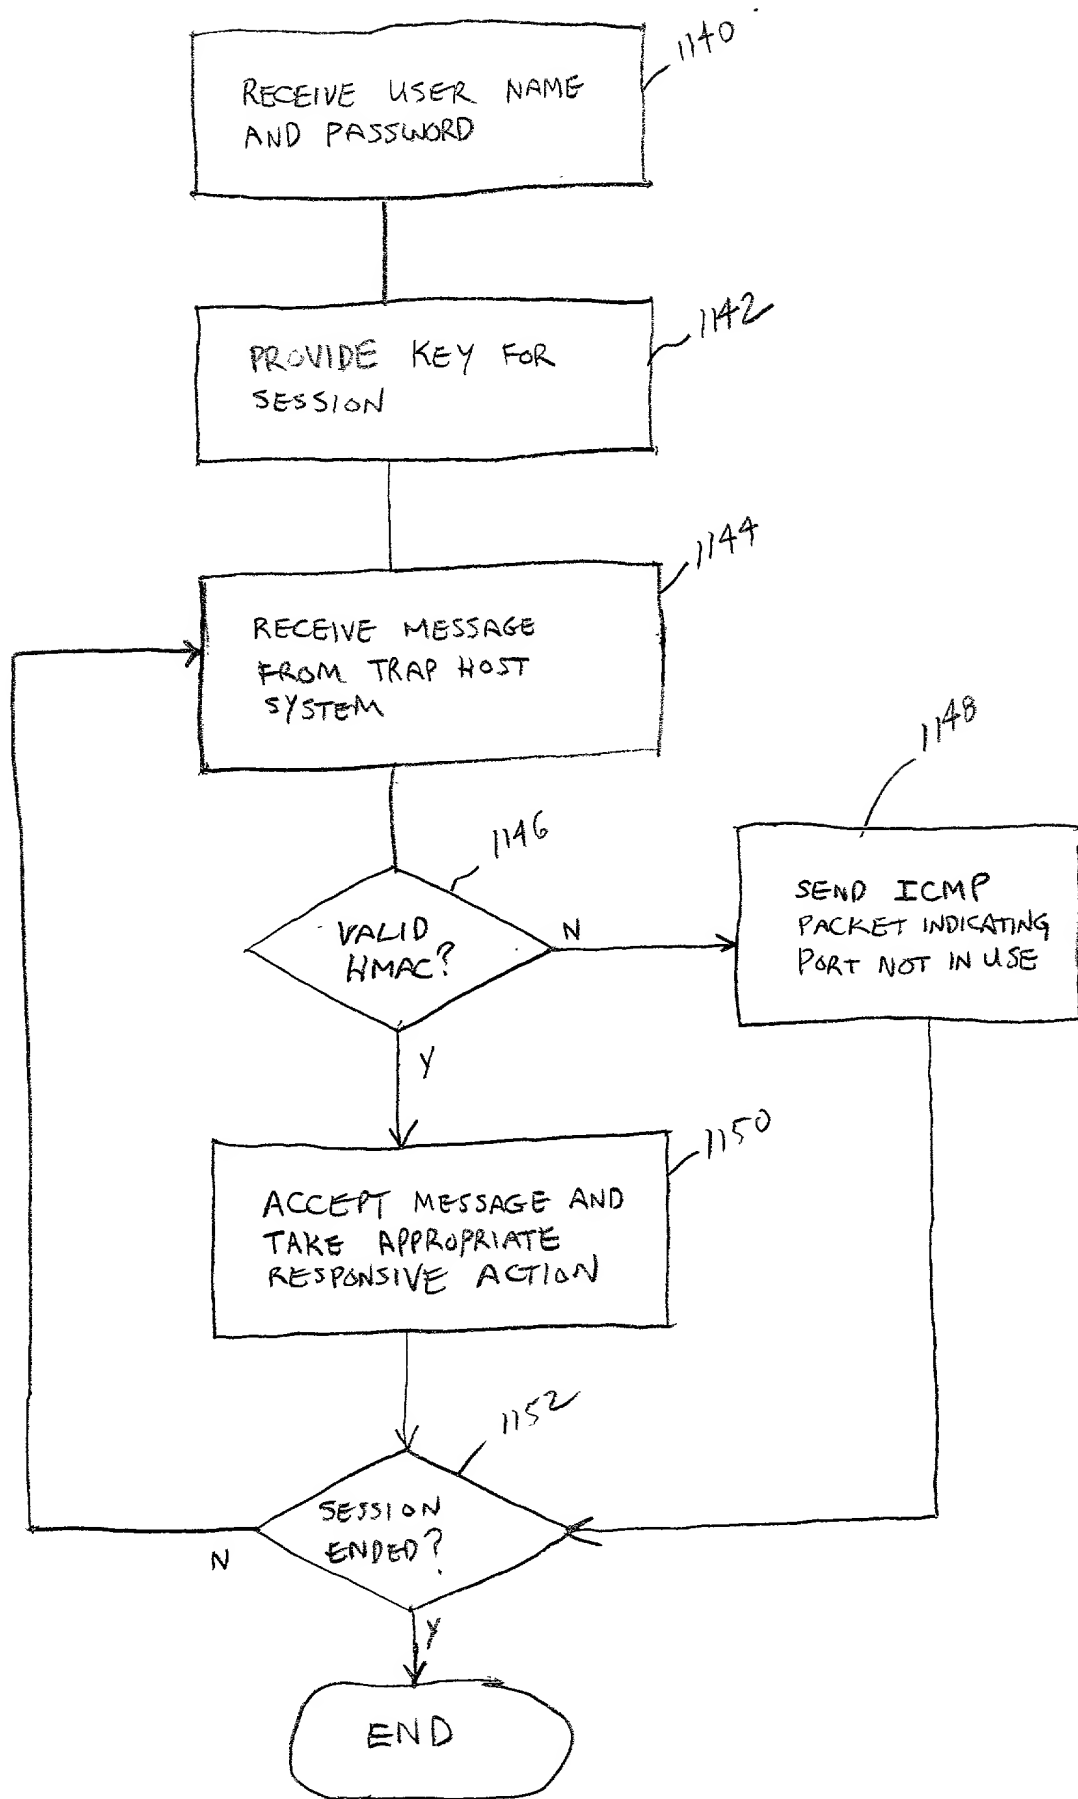 1140
RECEIVE USER NAME
AND PASSWORD
1142
PROVIDE KEY FOR
SESSION
1144
RECEIVE MESSAGE
FROM TRAP HOST
SYSTEM
1148
1146
VALID
HMAC?
N
SEND ICMP
PACKET INDICATING
PORT NOT IN USE
Y
1150
ACCEPT MESSAGE AND
TAKE APPROPRIATE
RESPONSIVE ACTION
1152
SESSION
ENDED?
N
Y
END